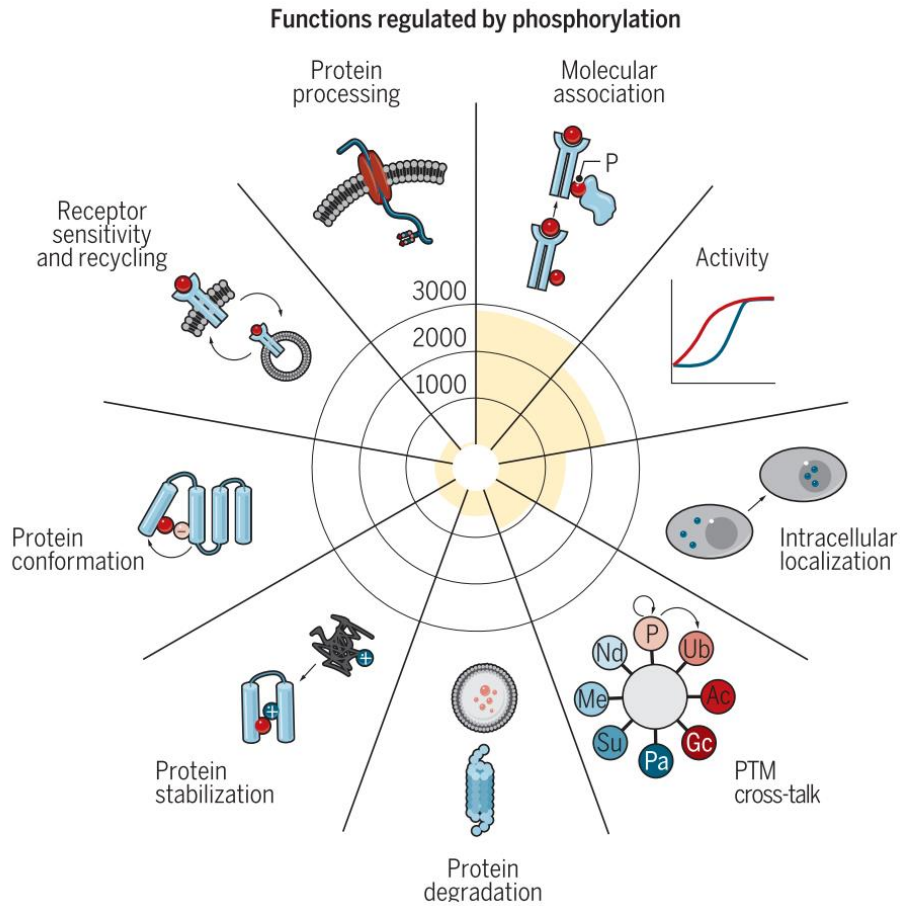 Functions regulated by phosphorylation
Protein
processing
Molecular
association
P
Receptor
sensitivity
and recycling
Activity
3000
2000
1000
Protein
conformation
Intracellular
localization
P
Nd
Ub
Me
Ac
Su
Gc
Pa
PTM
cross-talk
Protein
stabilization
+
+
−
Protein
degradation